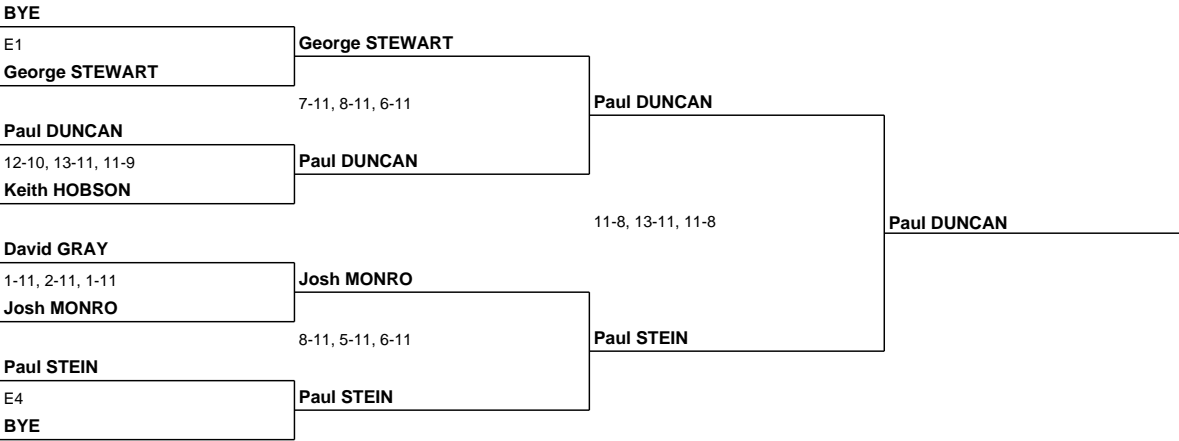 BYE
E1
George STEWART
George STEWART
7-11, 8-11, 6-11
Paul DUNCAN
Paul DUNCAN
12-10, 13-11, 11-9
Paul DUNCAN
Keith HOBSON
11-8, 13-11, 11-8
Paul DUNCAN
David GRAY
1-11, 2-11, 1-11
Josh MONRO
Josh MONRO
8-11, 5-11, 6-11
Paul STEIN
Paul STEIN
E4
Paul STEIN
BYE